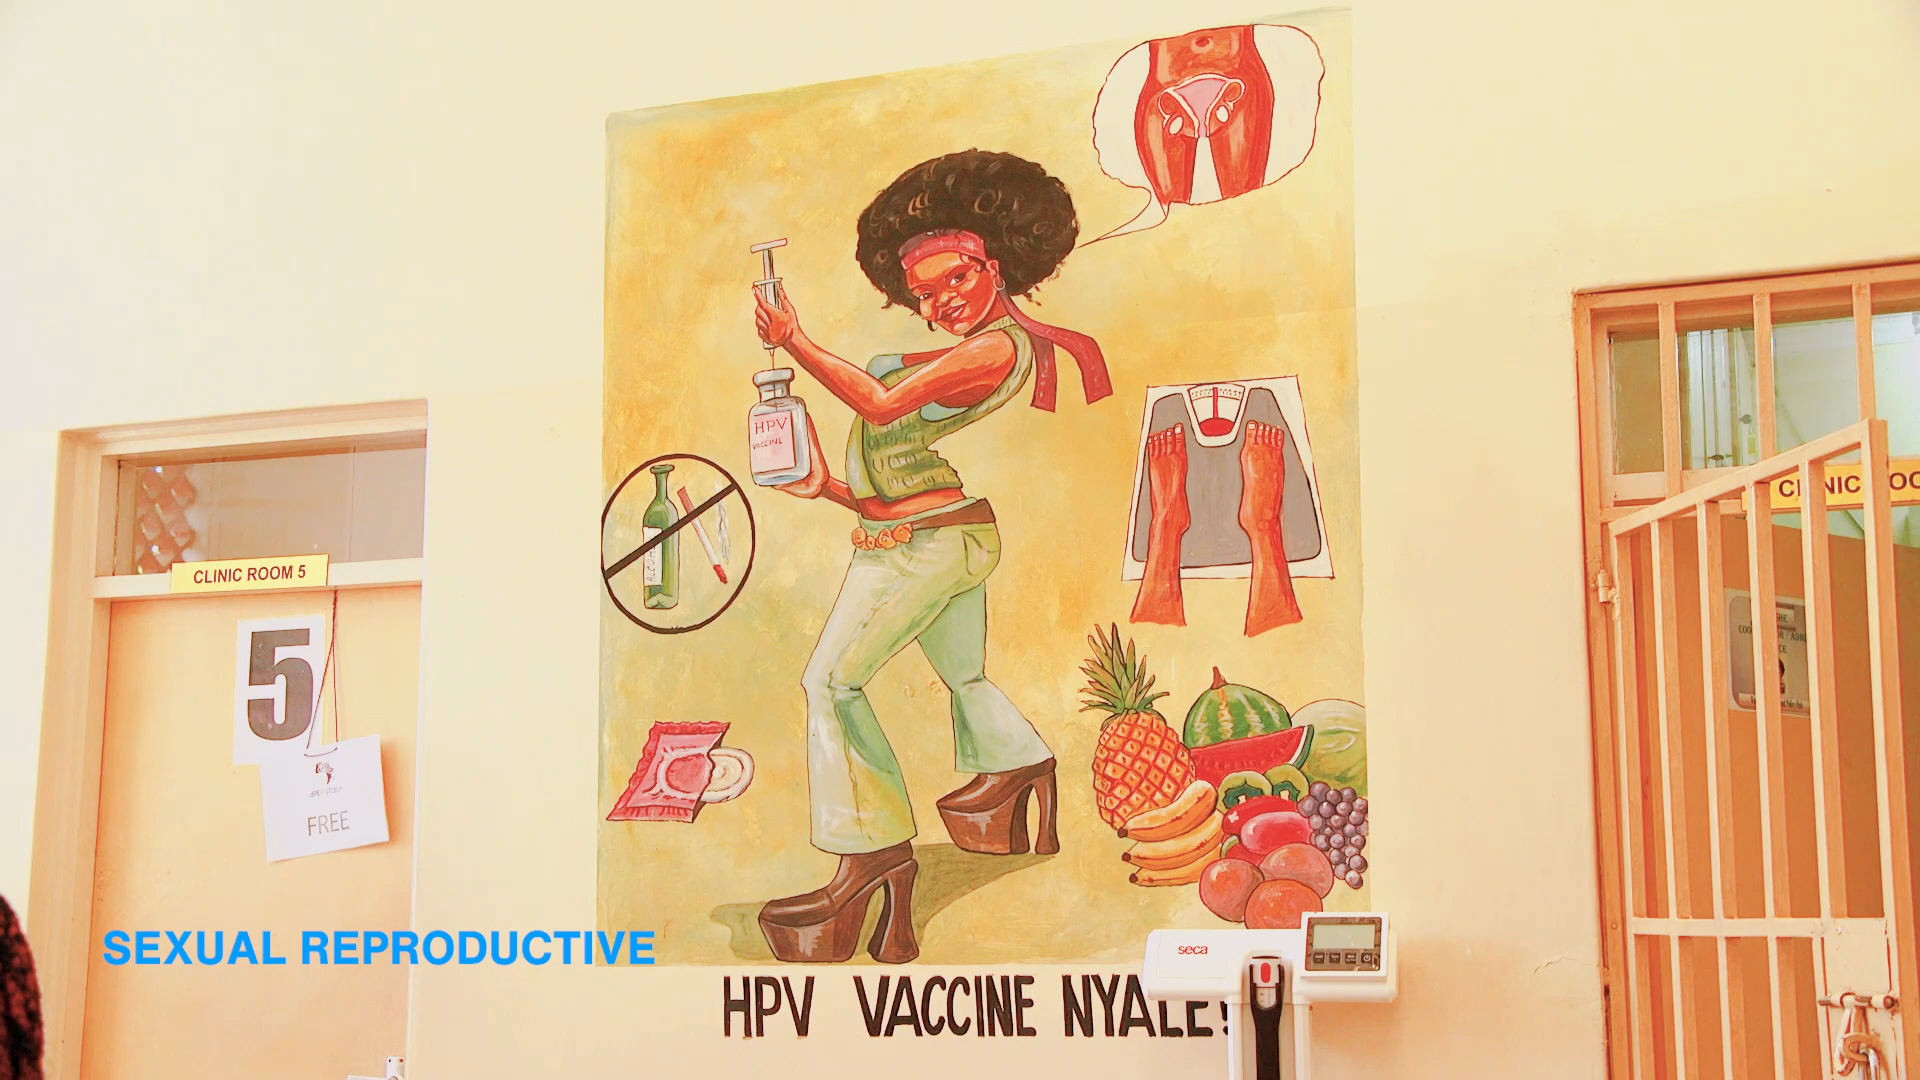 HPV
VACCINE
CLINIC ROOM 5
5
FREE
SEXUAL REPRODUCTIVE
seca
HPV VACCINE NYALE!